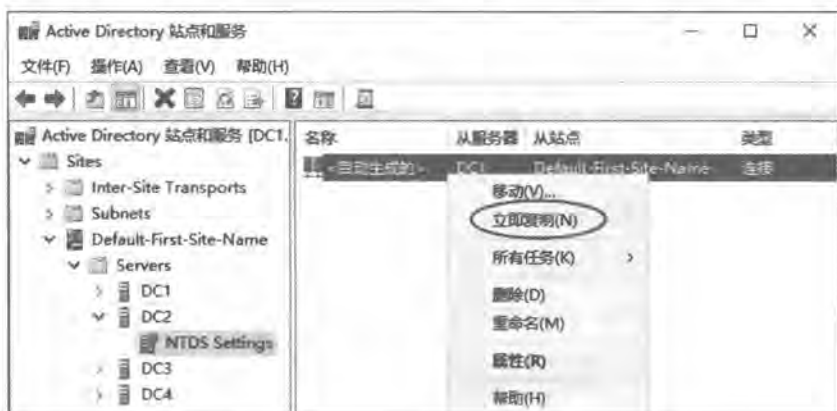 Active Directory 站点和服务
文件(F) 操作(A) 查看(V) 帮助(H)
Active Directory 站点和服务 [DC1. 名称 从服务器 从站点 类型
Sites <自动生成的> DC1 Default-First-Site-Name 连接
Inter-Site Transports 移动(V)...
Subnets 立即复制(N)
Default-First-Site-Name 所有任务(K)
Servers
DC1 删除(D)
DC2 重命名(M)
NTDS Settings
DC3 属性(R)
DC4 帮助(H)